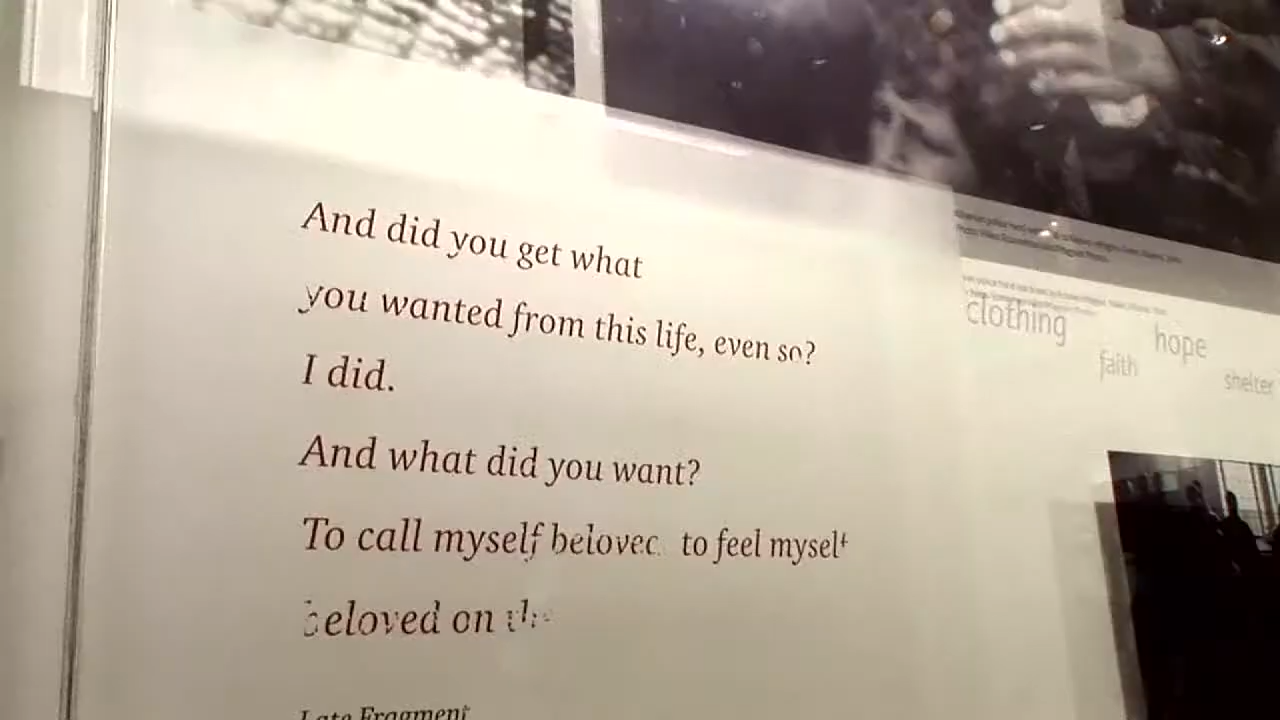 And did you get what
you wanted from this life, even so?
I did.
And what did you want?
To call myself beloved to feel myself
beloved on the
Late Fragment
clothing
hope
faith
shelter